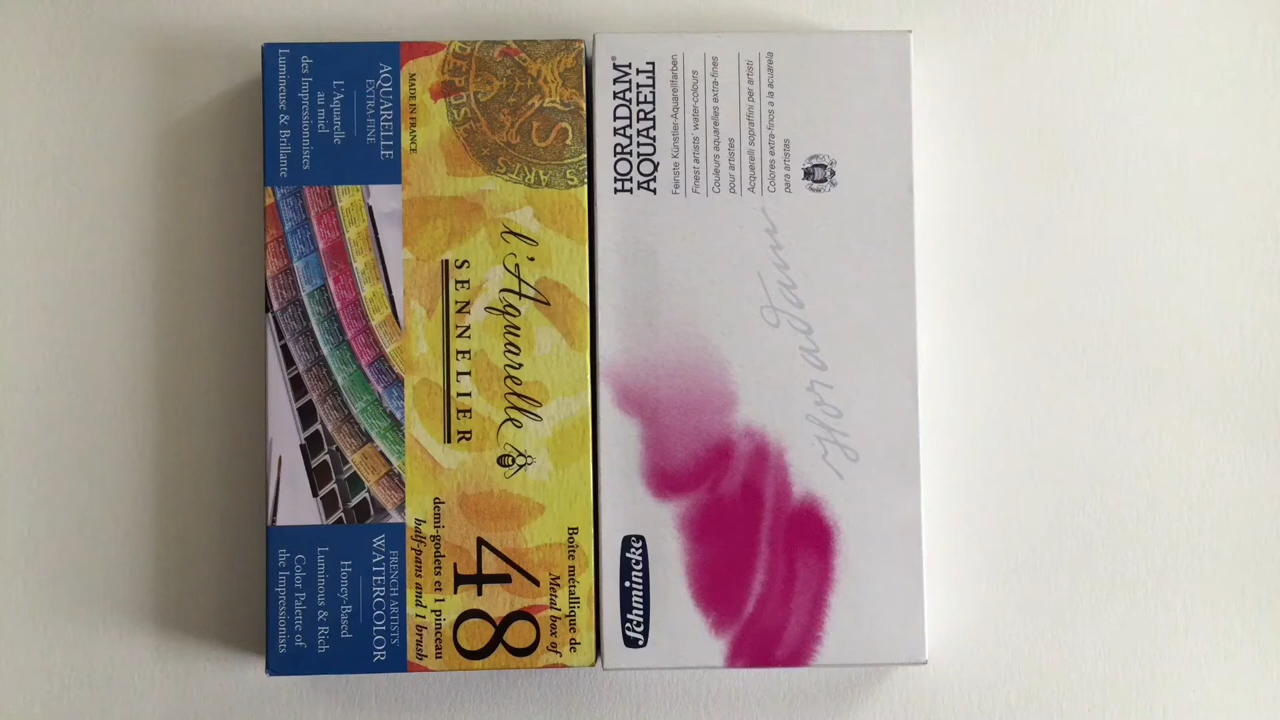 AQUARELLE
EXTRA-FINE
L'Aquarelle
au miel
des Impressionnistes
Lumineuse & Brillante
MADE IN FRANCE
S. ARTS
DÉPOSÉ
l'Aquarelle
SENNELIER
48
Boîte métallique de
Metal box of
demi-godets et 1 pinceau
half-pans and 1 brush
FRENCH ARTISTS'
WATERCOLOR
Honey-Based
Luminous & Rich
Color Palette of
the Impressionists
HORADAM®
AQUARELL
Feinste Künstler-Aquarellfarben
Finest artists' water-colours
Couleurs aquarelles extra-fines
pour artistes
Acquerelli sopraffini per artisti
Colores extra-finos a la acuarela
para artistas
Horadam
Schmincke